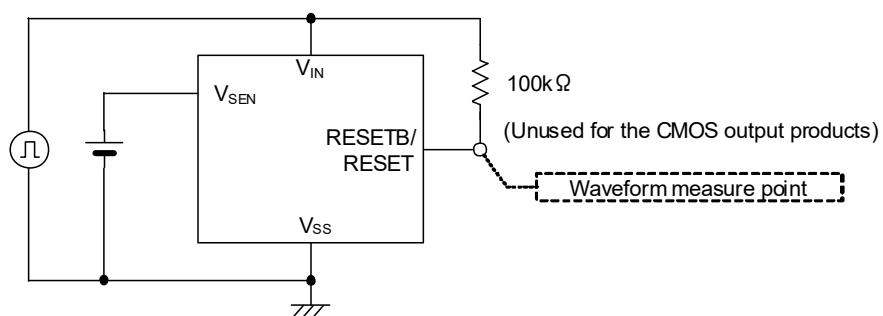 V_IN
V_SEN
100kΩ
(Unused for the CMOS output products)
RESETB/
RESET
Waveform measure point
V_SS